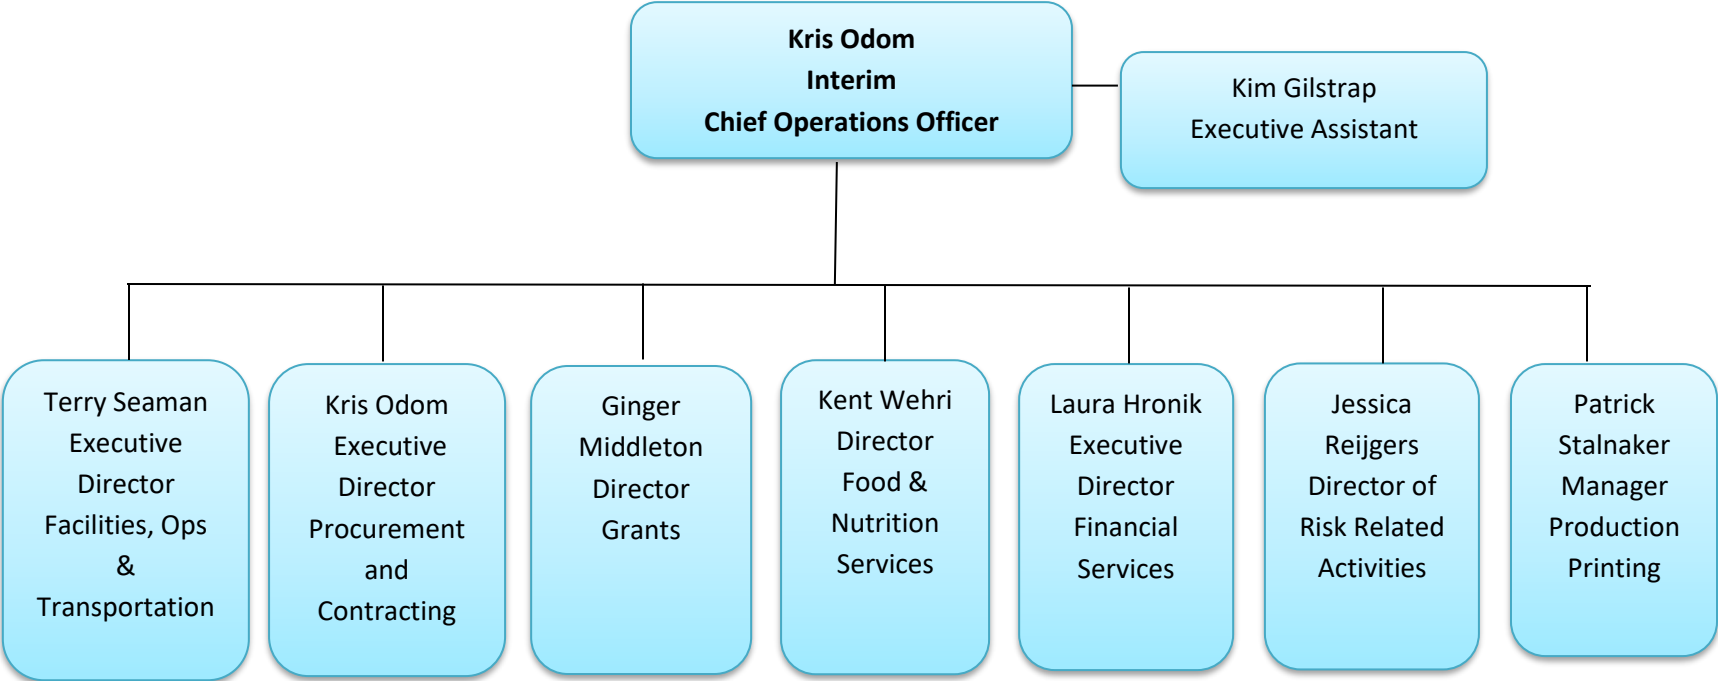 Kris Odom
Interim
Chief Operations Officer
Kim Gilstrap
Executive Assistant
Terry Seaman
Executive
Director
Facilities, Ops
&
Transportation
Kris Odom
Executive
Director
Procurement
and
Contracting
Ginger
Middleton
Director
Grants
Kent Wehri
Director
Food &
Nutrition
Services
Laura Hronik
Executive
Director
Financial
Services
Jessica
Reijgers
Director of
Risk Related
Activities
Patrick
Stalnaker
Manager
Production
Printing